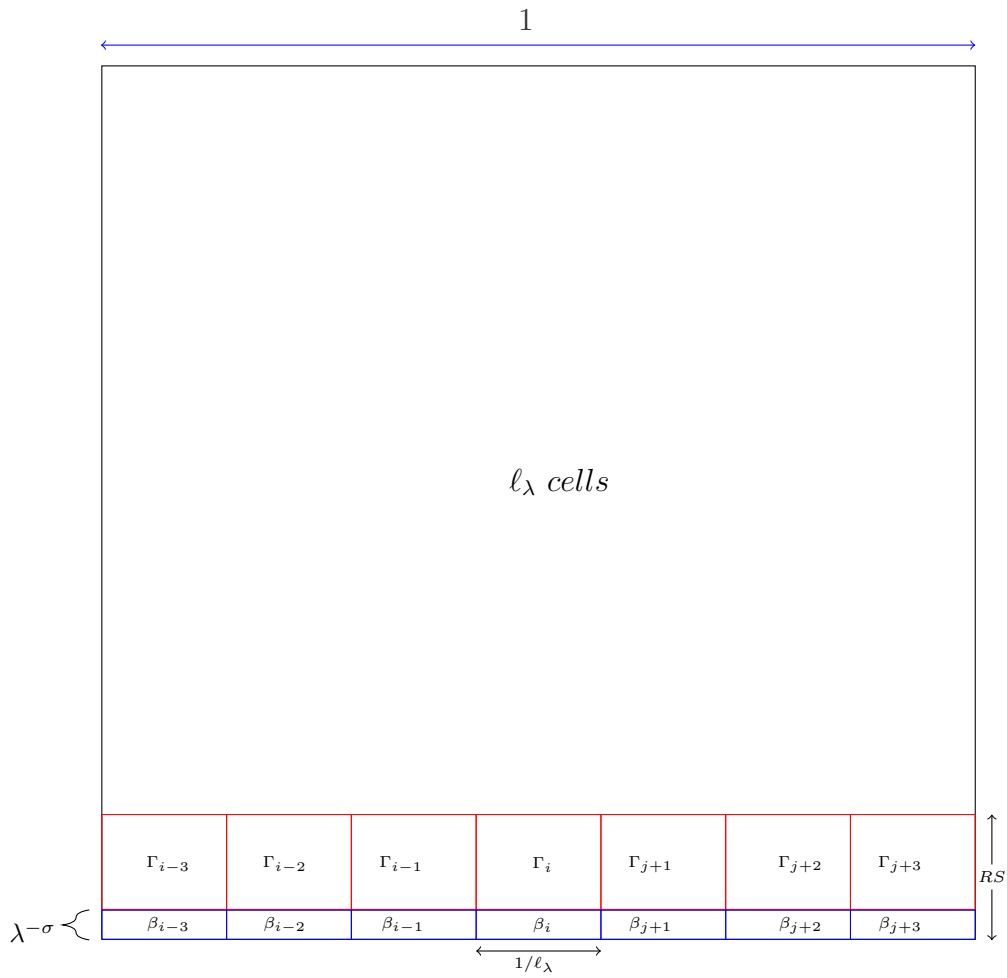 1
ℓ_λ cells
Γ_{i−3} Γ_{i−2} Γ_{i−1} Γ_i Γ_{j+1} Γ_{j+2} Γ_{j+3}
RS
λ^{−σ} β_{i−3} β_{i−2} β_{i−1} β_i β_{j+1} β_{j+2} β_{j+3}
1/ℓ_λ